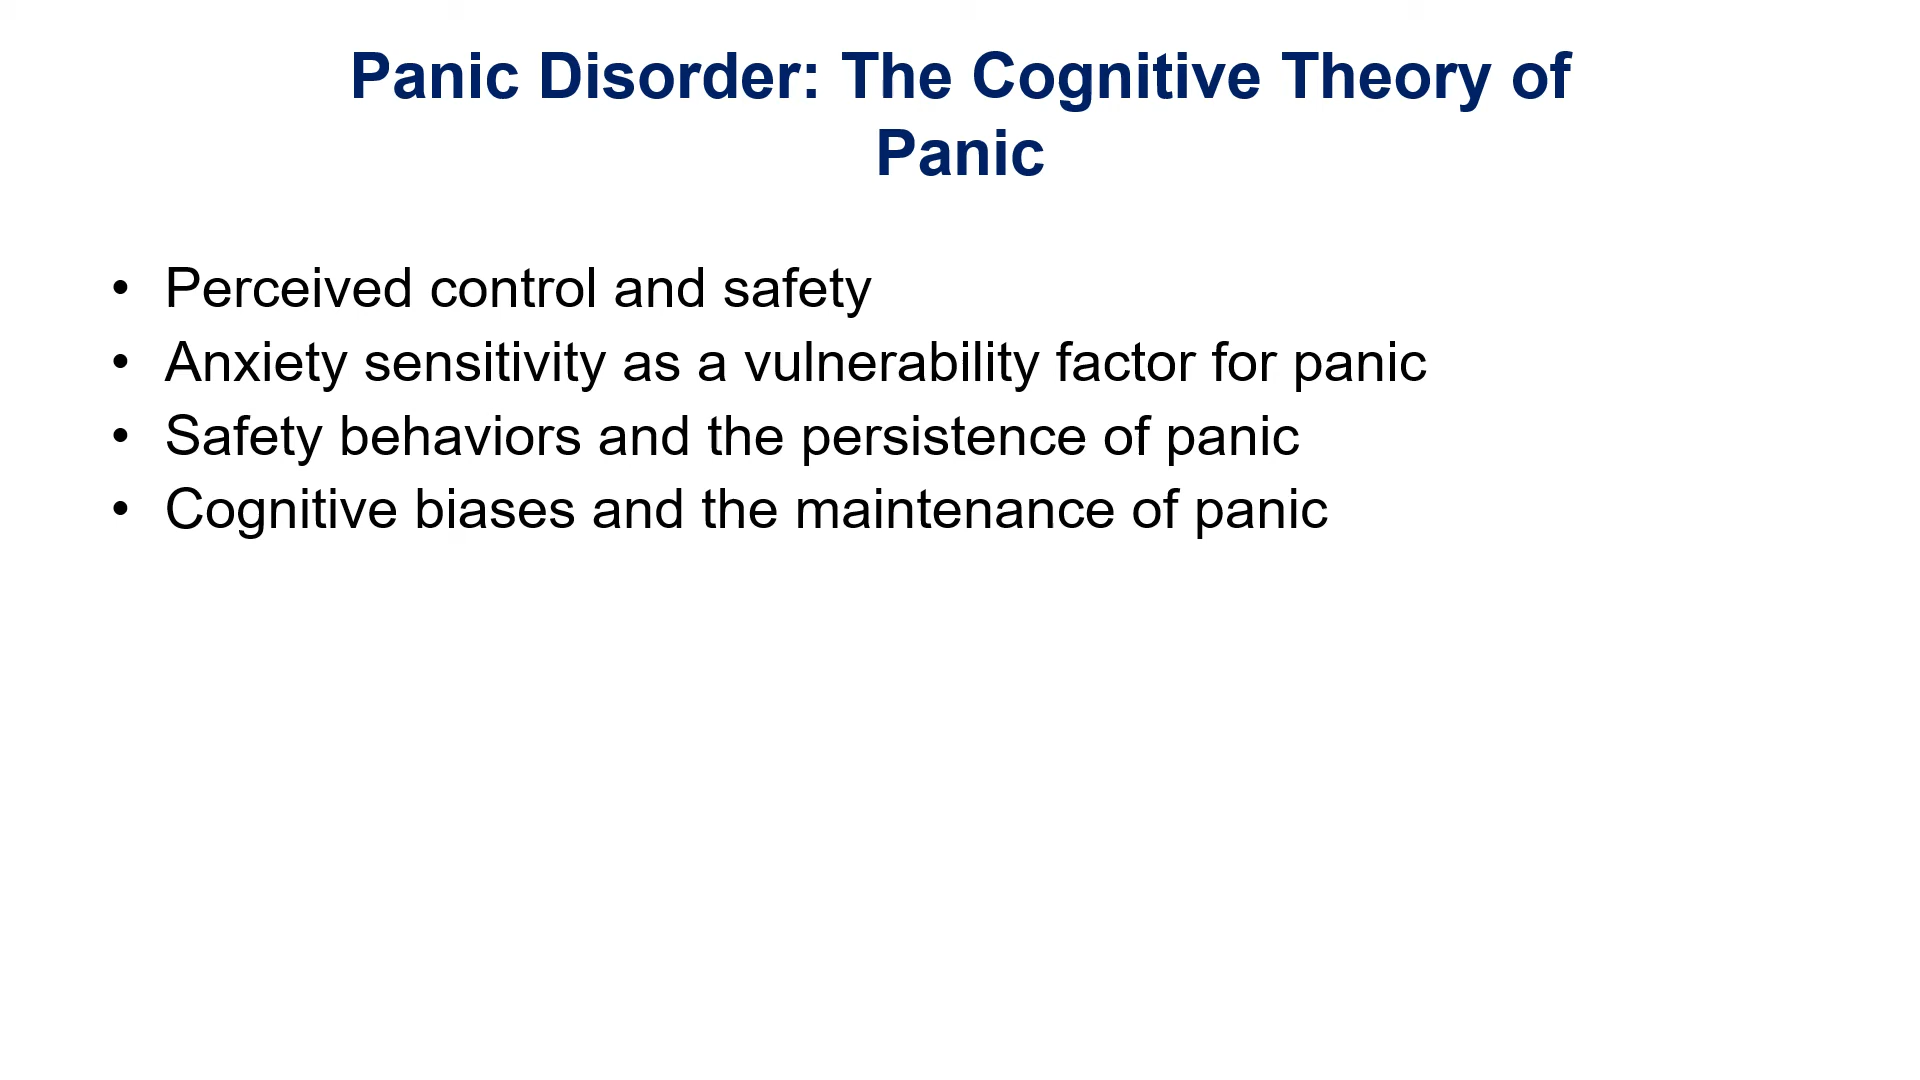 Panic Disorder: The Cognitive Theory of
Panic
• Perceived control and safety
• Anxiety sensitivity as a vulnerability factor for panic
• Safety behaviors and the persistence of panic
• Cognitive biases and the maintenance of panic